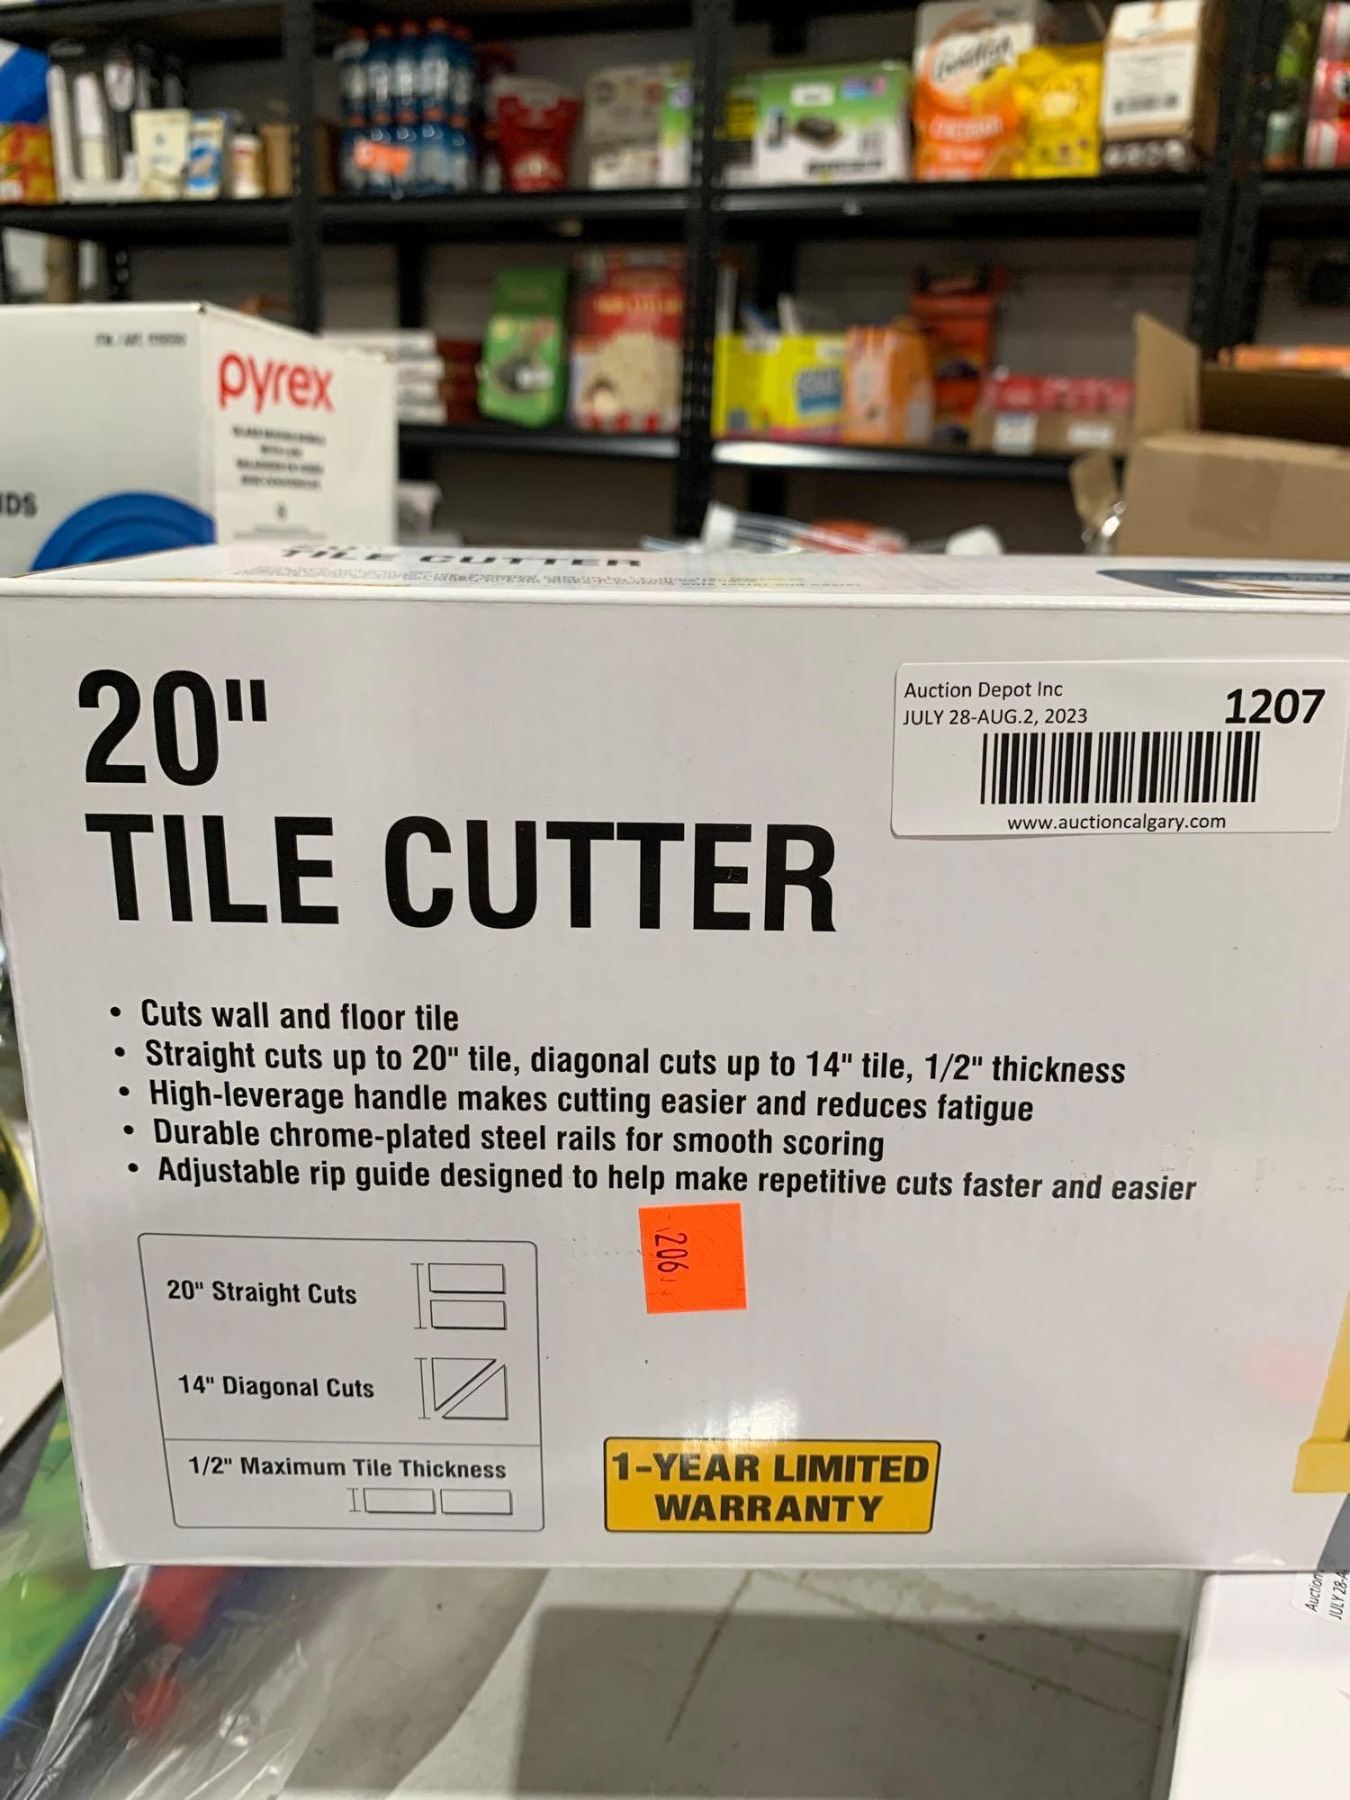 pyrex
IDS
TILE CUTTER
20"
TILE CUTTER
Auction Depot Inc
1207
JULY 28-AUG.2, 2023
www.auctioncalgary.com
• Cuts wall and floor tile
• Straight cuts up to 20" tile, diagonal cuts up to 14" tile, 1/2" thickness
• High-leverage handle makes cutting easier and reduces fatigue
• Durable chrome-plated steel rails for smooth scoring
• Adjustable rip guide designed to help make repetitive cuts faster and easier
20" Straight Cuts
14" Diagonal Cuts
1/2" Maximum Tile Thickness
1-YEAR LIMITED
WARRANTY
Auction
JULY 28-A